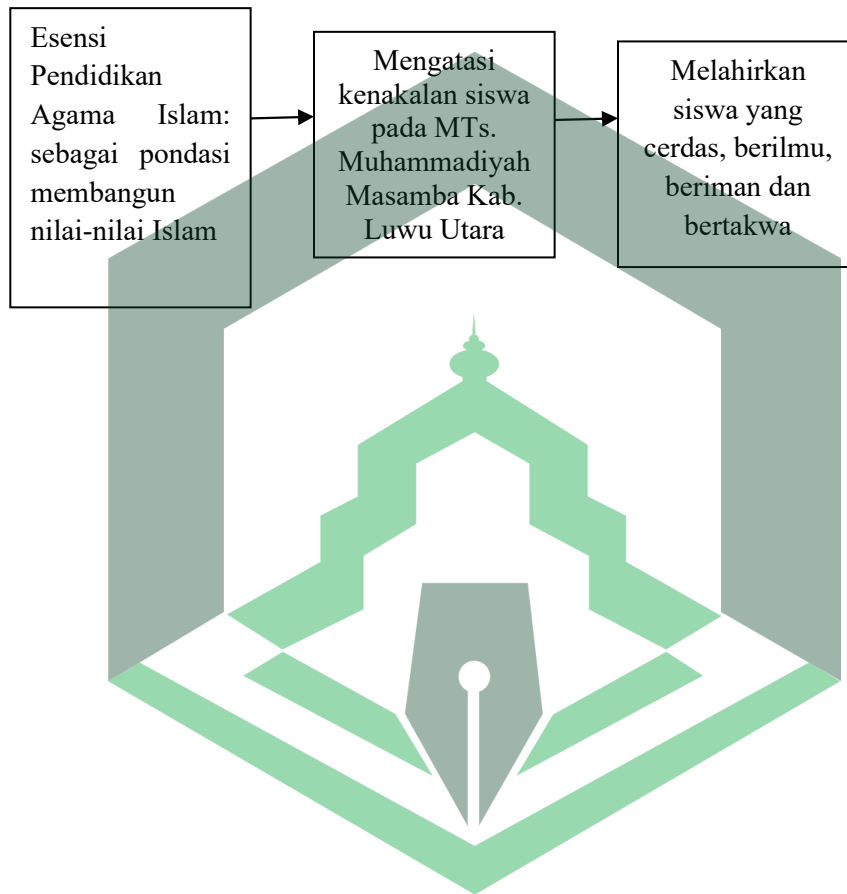 Esensi
Pendidikan
Agama Islam:
sebagai pondasi
membangun
nilai-nilai Islam
Mengatasi
kenakalan siswa
pada MTs.
Muhammadiyah
Masamba Kab.
Luwu Utara
Melahirkan
siswa yang
cerdas, berilmu,
beriman dan
bertakwa